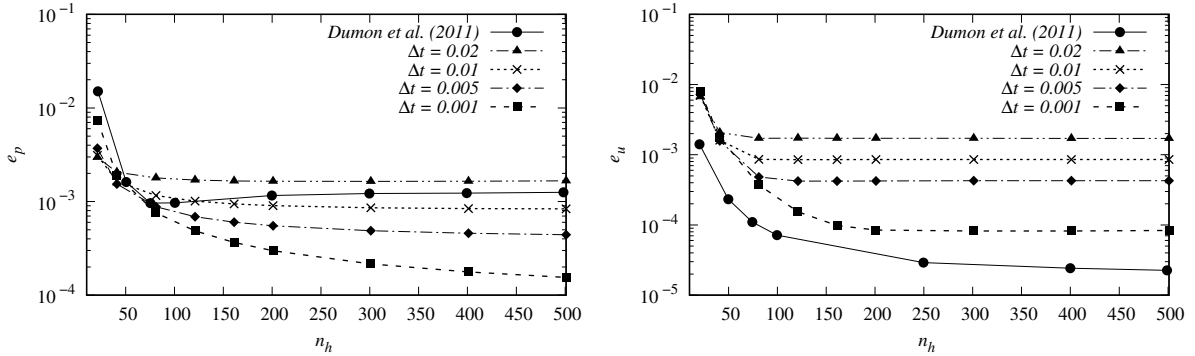 10⁻¹
10⁻²
10⁻³
10⁻⁴
e_p
50 100 150 200 250 300 350 400 450 500
n_h
Dumon et al. (2011)
Δt = 0.02
Δt = 0.01
Δt = 0.005
Δt = 0.001
10⁻¹
10⁻²
10⁻³
10⁻⁴
10⁻⁵
e_u
50 100 150 200 250 300 350 400 450 500
n_h
Dumon et al. (2011)
Δt = 0.02
Δt = 0.01
Δt = 0.005
Δt = 0.001